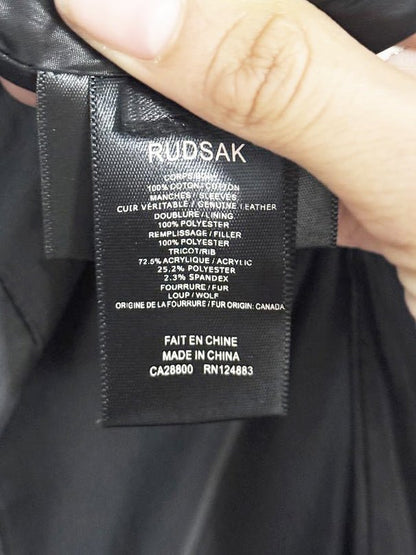 RUDSAK
CORPS/BODY
100% COTON/COTTON
MANCHES/SLEEVES
CUIR VÉRITABLE/GENUINE LEATHER
DOUBLURE/LINING
100% POLYESTER
REMPLISSAGE/FILLER
100% POLYESTER
TRICOT/RIB
72.5% ACRYLIQUE/ACRYLIC
25.2% POLYESTER
2.3% SPANDEX
FOURRURE/FUR
LOUP/WOLF
ORIGINE DE LA FOURRURE/FUR ORIGIN: CANADA
FAIT EN CHINE
MADE IN CHINA
CA28800 RN124883